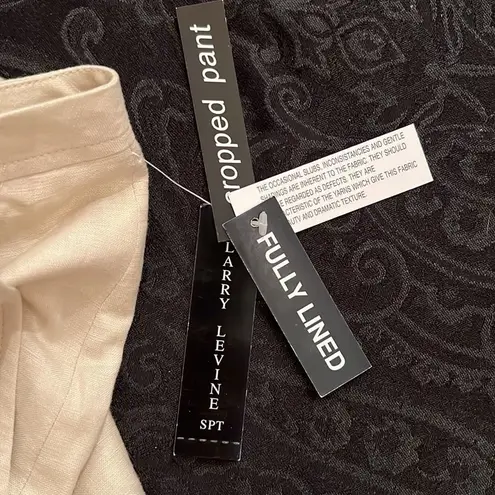 cropped pant
THE OCCASIONAL SLUBS, INCONSISTANCIES AND GENTLE
SHADINGS ARE INHERENT TO THE FABRIC. THEY SHOULD
BE REGARDED AS DEFECTS. THEY ARE
CHARACTERISTIC OF THE YARNS WHICH GIVE THIS FABRIC
BEAUTY AND DRAMATIC TEXTURE.
FULLY LINED
LARRY LEVINE
SPT